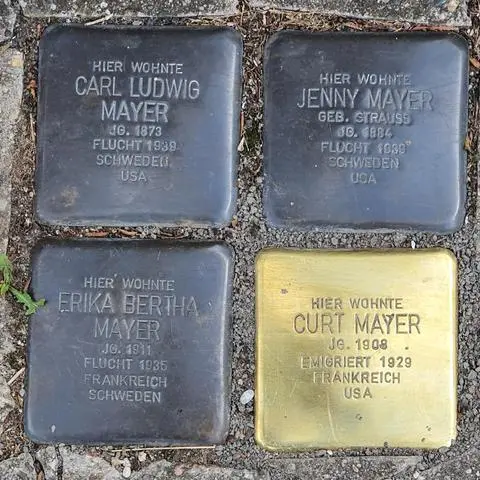 HIER WOHNTE
CARL LUDWIG
MAYER
JG. 1873
FLUCHT 1939
SCHWEDEN
USA
HIER WOHNTE
JENNY MAYER
GEB. STRAUSS
JG. 1884
FLUCHT 1939
SCHWEDEN
USA
HIER WOHNTE
ERIKA BERTHA
MAYER
JG. 1911
FLUCHT 1935
FRANKREICH
SCHWEDEN
HIER WOHNTE
CURT MAYER
JG. 1908
EMIGRIERT 1929
FRANKREICH
USA